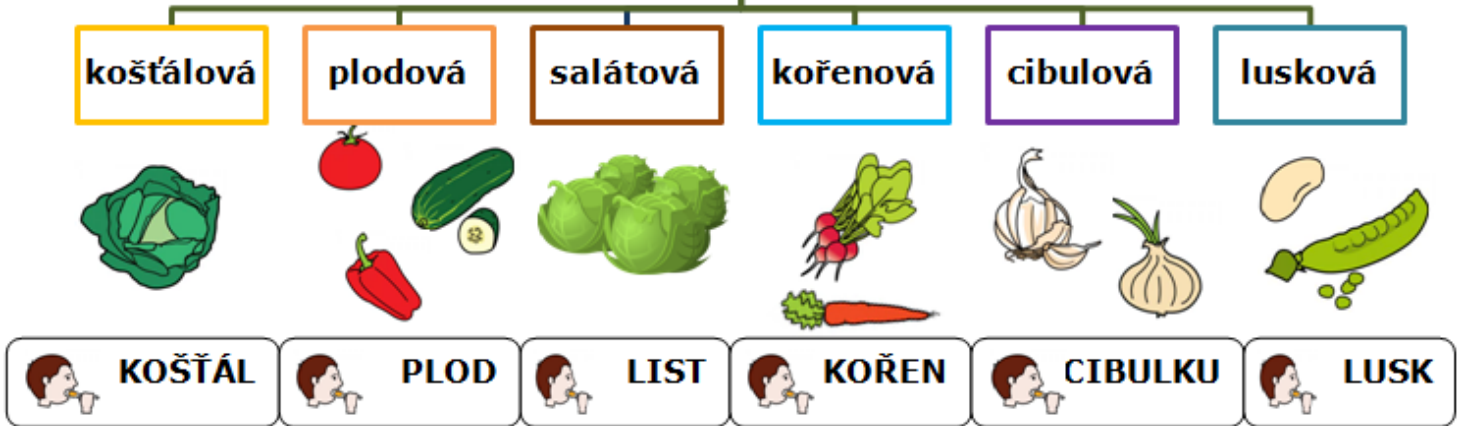 košťálová
plodová
salátová
kořenová
cibulová
lusková
KOŠŤÁL
PLOD
LIST
KOŘEN
CIBULKU
LUSK